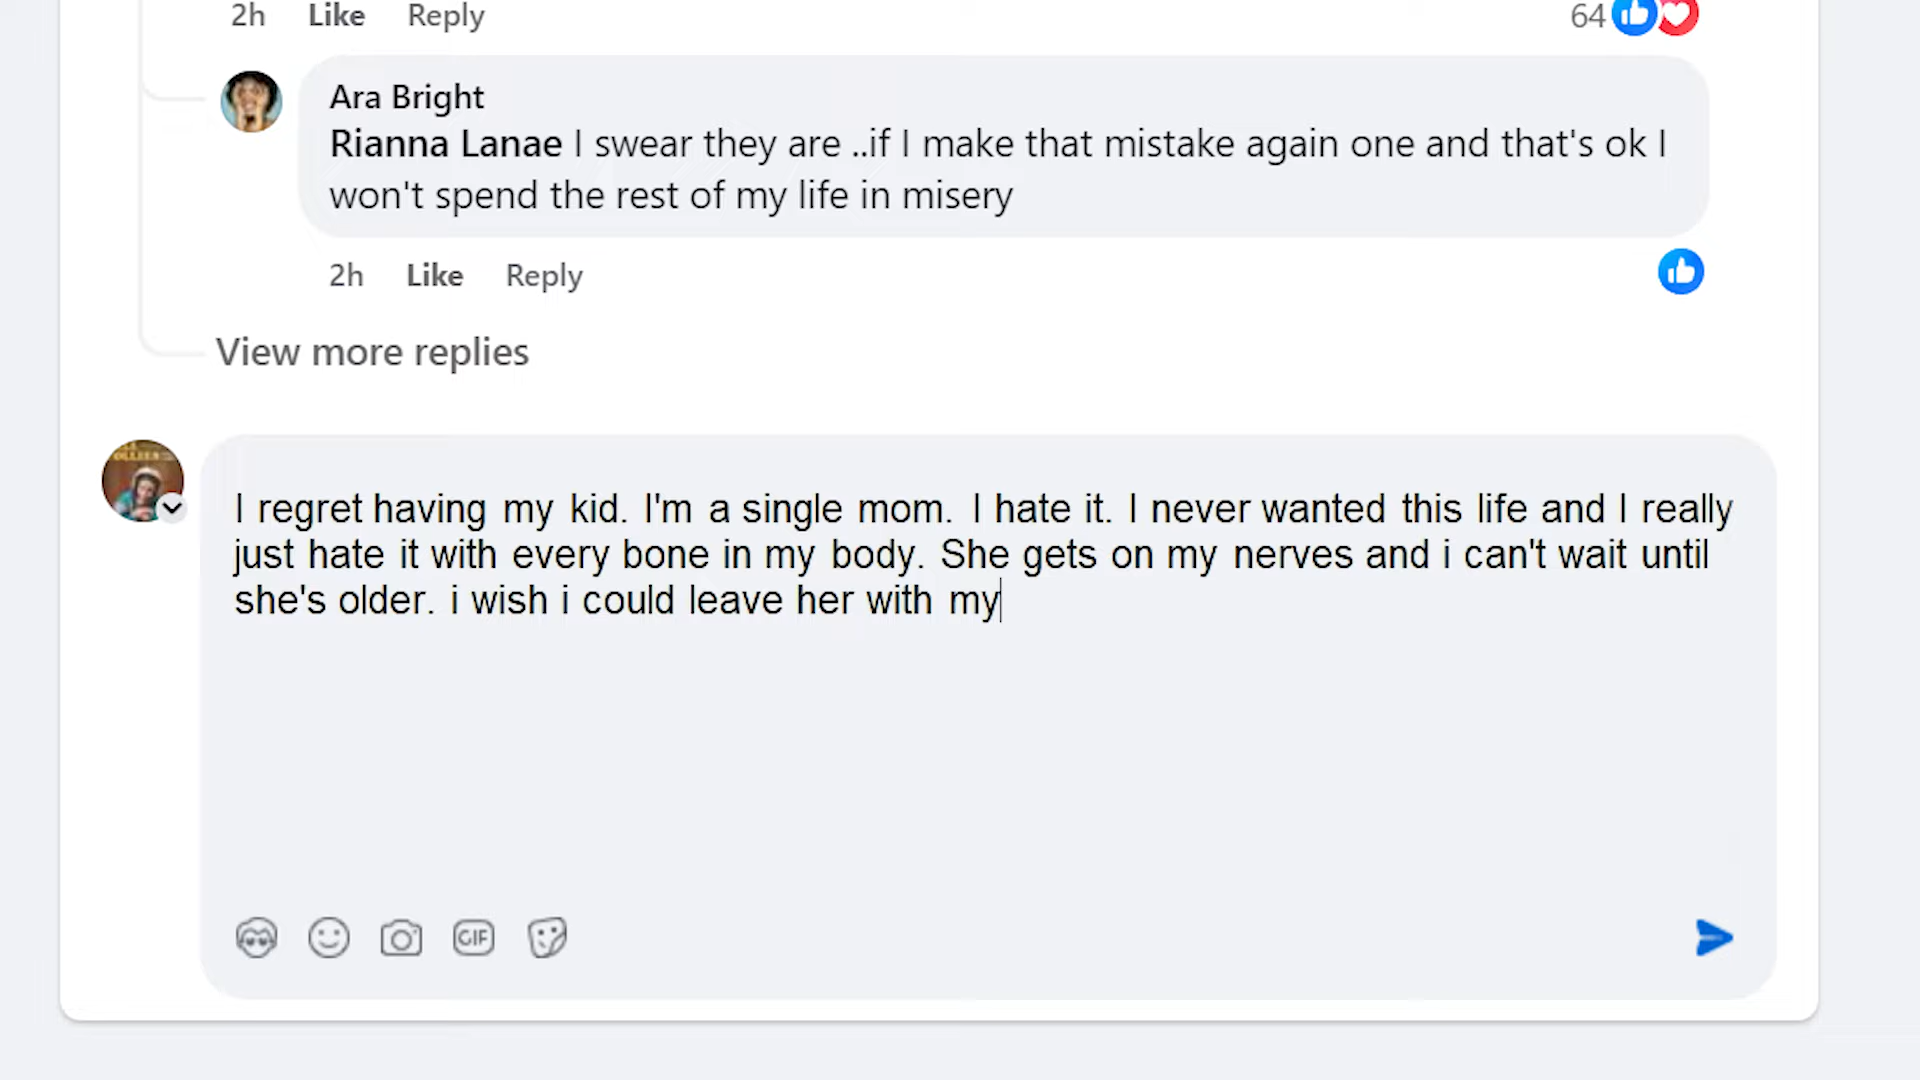 2h Like Reply 64
Ara Bright
Rianna Lanae I swear they are ..if I make that mistake again one and that's ok I
won't spend the rest of my life in misery
2h Like Reply
View more replies
I regret having my kid. I'm a single mom. I hate it. I never wanted this life and I really
just hate it with every bone in my body. She gets on my nerves and i can't wait until
she's older. i wish i could leave her with my
GIF